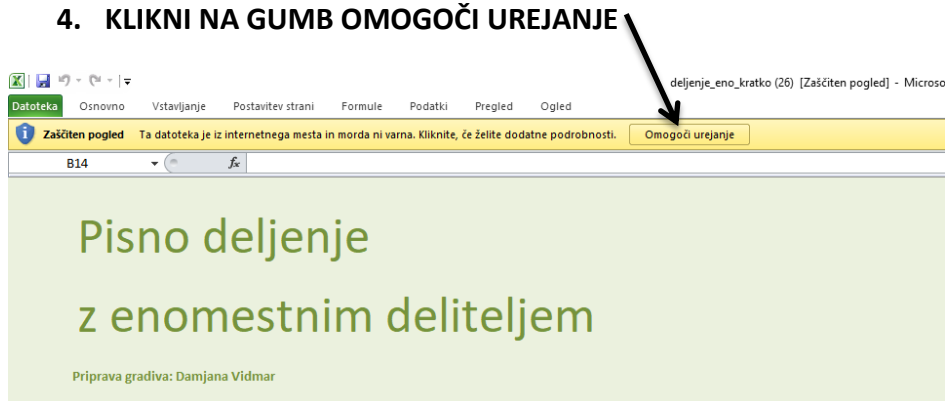 4. KLIKNI NA GUMB OMOGOČI UREJANJE
deljenje_eno_kratko (26) [Zaščiten pogled] - Microso
Datoteka Osnovno Vstavljanje Postavitev strani Formule Podatki Pregled Ogled
Zaščiten pogled Ta datoteka je iz internetnega mesta in morda ni varna. Kliknite, če želite dodatne podrobnosti. Omogoči urejanje
B14 fx
Pisno deljenje
z enomestnim deliteljem
Priprava gradiva: Damjana Vidmar